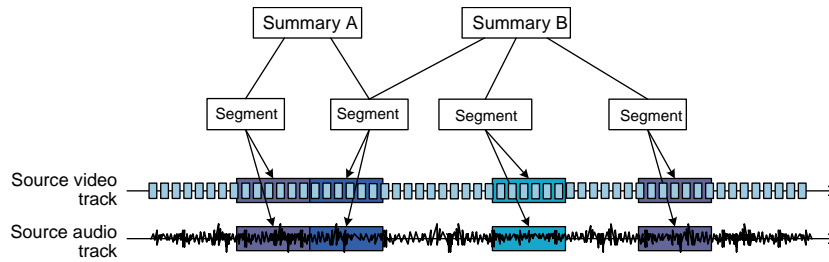 Summary A
Summary B
Segment
Segment
Segment
Segment
Source video
track
Source audio
track